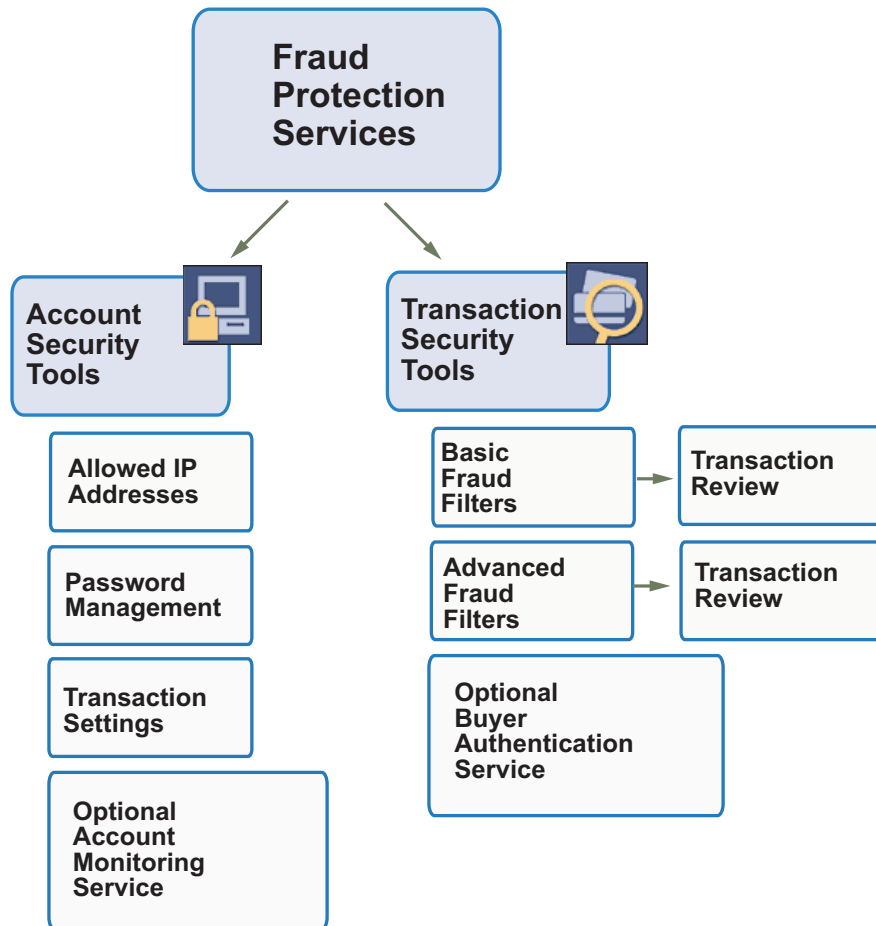 Fraud
Protection
Services
Account
Security
Tools
Allowed IP
Addresses
Password
Management
Transaction
Settings
Optional
Account
Monitoring
Service
Transaction
Security
Tools
Basic
Fraud
Filters
Transaction
Review
Advanced
Fraud
Filters
Transaction
Review
Optional
Buyer
Authentication
Service